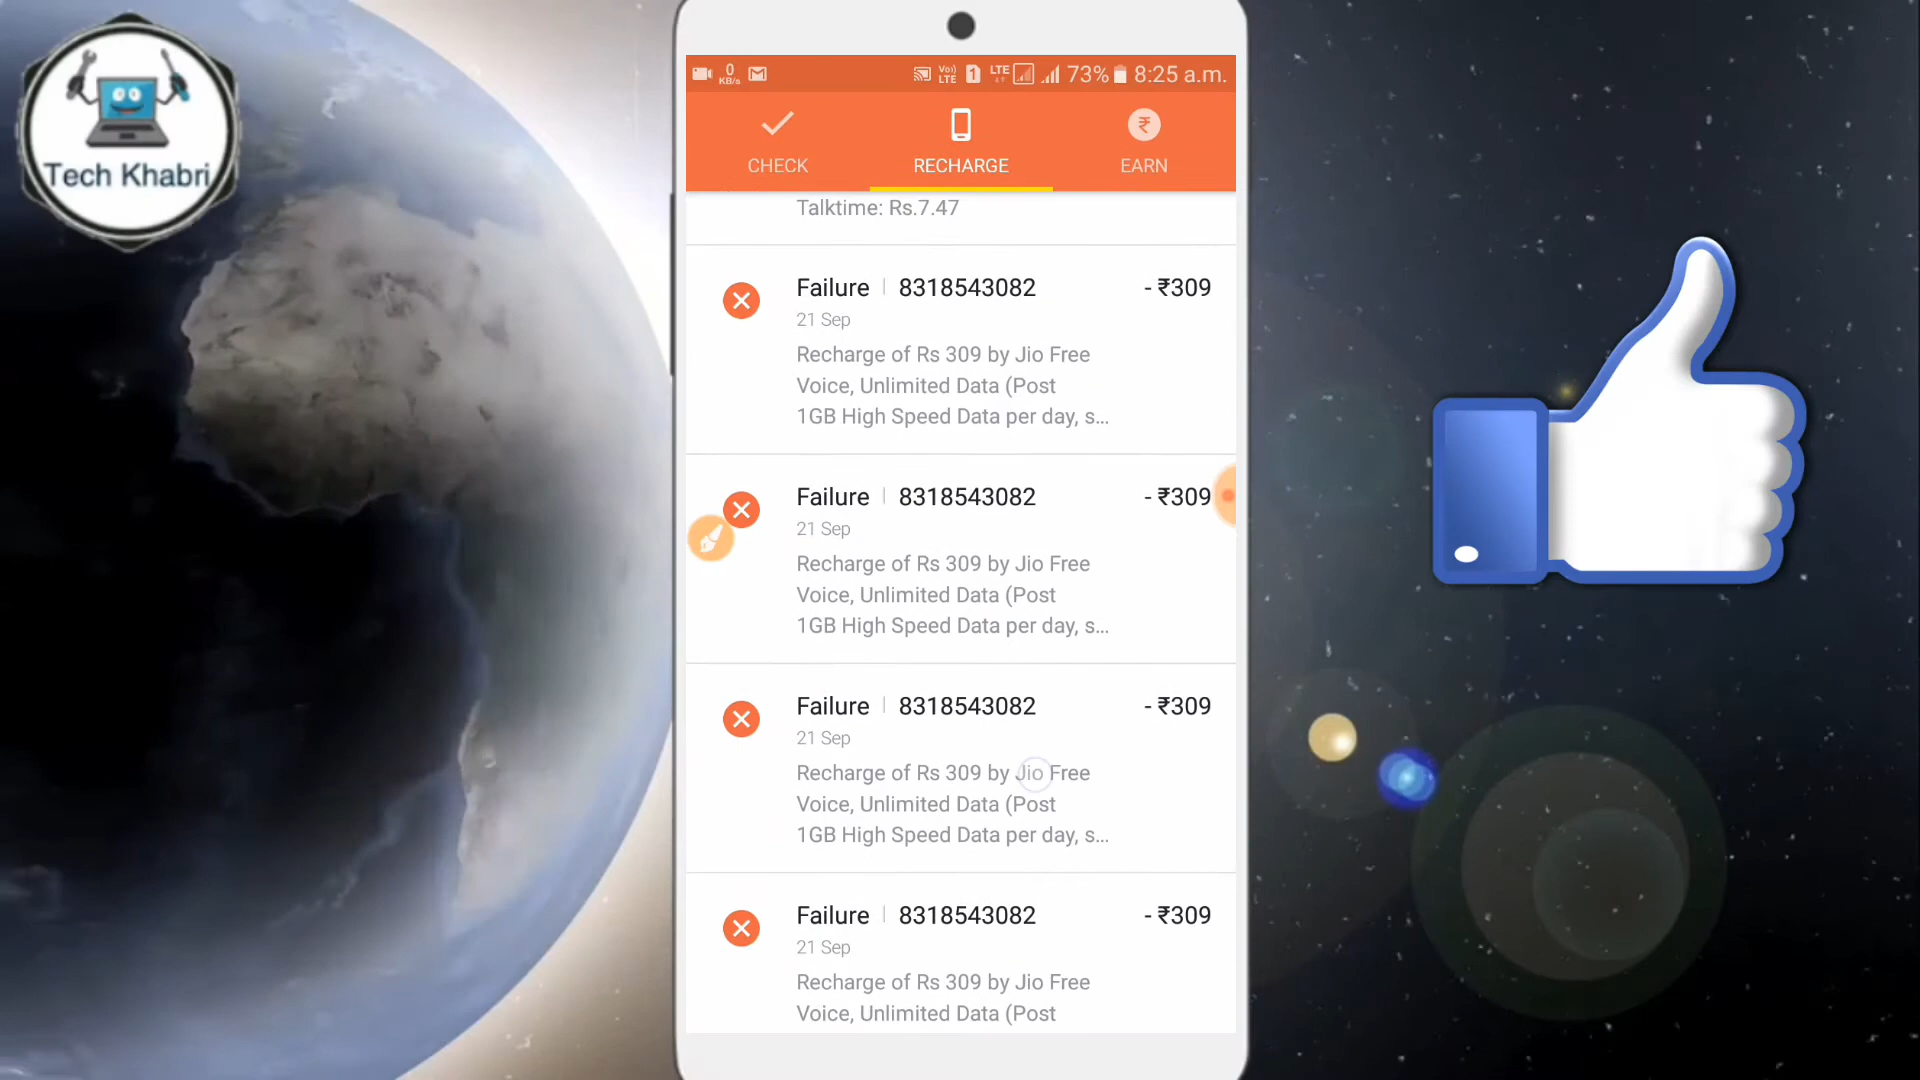 Tech Khabri
0
KB/s
Vo))
LTE
1
LTE
73%
8:25 a.m.
CHECK
RECHARGE
₹
EARN
Talktime: Rs.7.47
Failure | 8318543082 - ₹309
21 Sep
Recharge of Rs 309 by Jio Free
Voice, Unlimited Data (Post
1GB High Speed Data per day, s...
Failure | 8318543082 - ₹309
21 Sep
Recharge of Rs 309 by Jio Free
Voice, Unlimited Data (Post
1GB High Speed Data per day, s...
Failure | 8318543082 - ₹309
21 Sep
Recharge of Rs 309 by Jio Free
Voice, Unlimited Data (Post
1GB High Speed Data per day, s...
Failure | 8318543082 - ₹309
21 Sep
Recharge of Rs 309 by Jio Free
Voice, Unlimited Data (Post